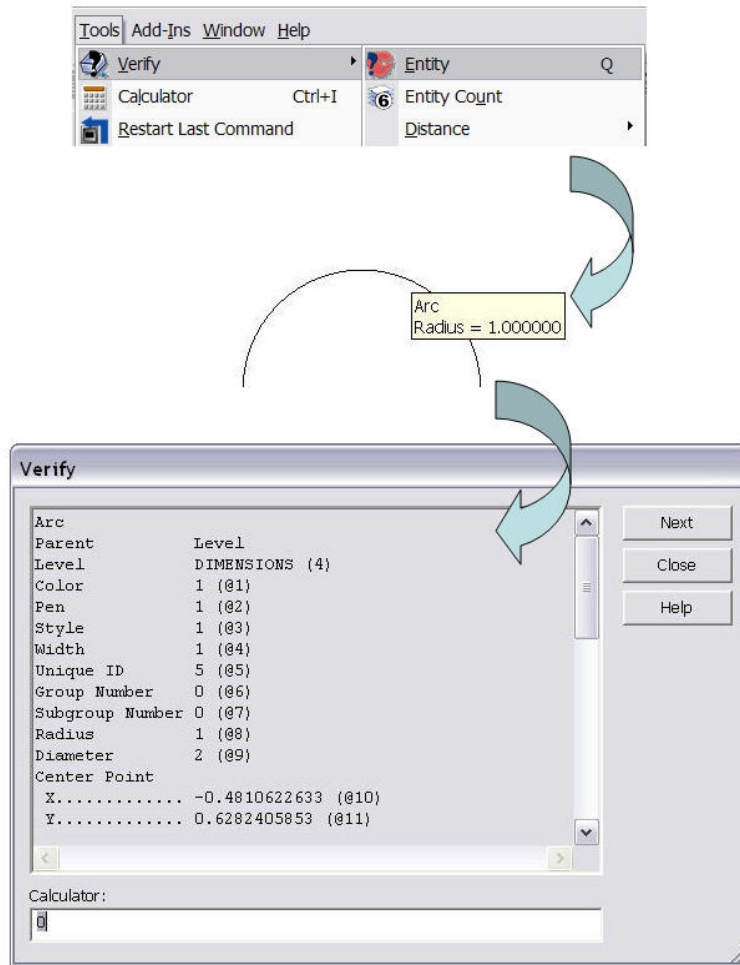 Tools Add-Ins Window Help
Verify Entity Q
Calculator Ctrl+I Entity Count
Restart Last Command Distance
Arc
Radius = 1.000000
Verify
Arc
Parent Level
Level DIMENSIONS (4)
Color 1 (@1)
Pen 1 (@2)
Style 1 (@3)
Width 1 (@4)
Unique ID 5 (@5)
Group Number 0 (@6)
Subgroup Number 0 (@7)
Radius 1 (@8)
Diameter 2 (@9)
Center Point
X............. -0.4810622633 (@10)
Y............. 0.6282405853 (@11)
Next
Close
Help
Calculator:
0